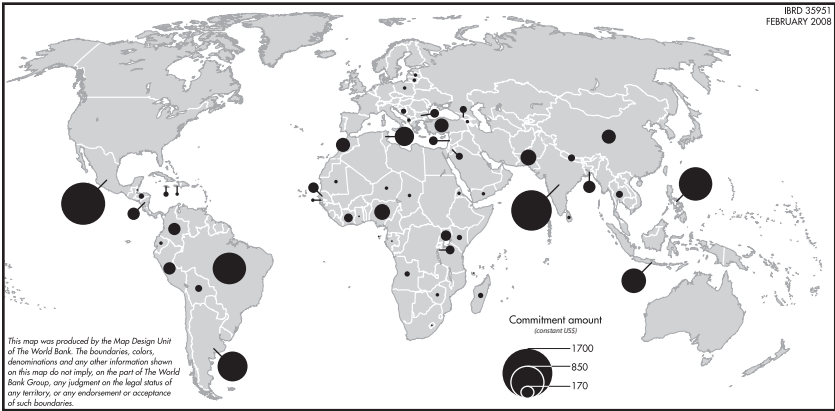 IBRD 35951
FEBRUARY 2008
Commitment amount
(constant US$)
1700
850
170
This map was produced by the Map Design Unit
of The World Bank. The boundaries, colors,
denominations and any other information shown
on this map do not imply, on the part of The World
Bank Group, any judgment on the legal status of
any territory, or any endorsement or acceptance
of such boundaries.